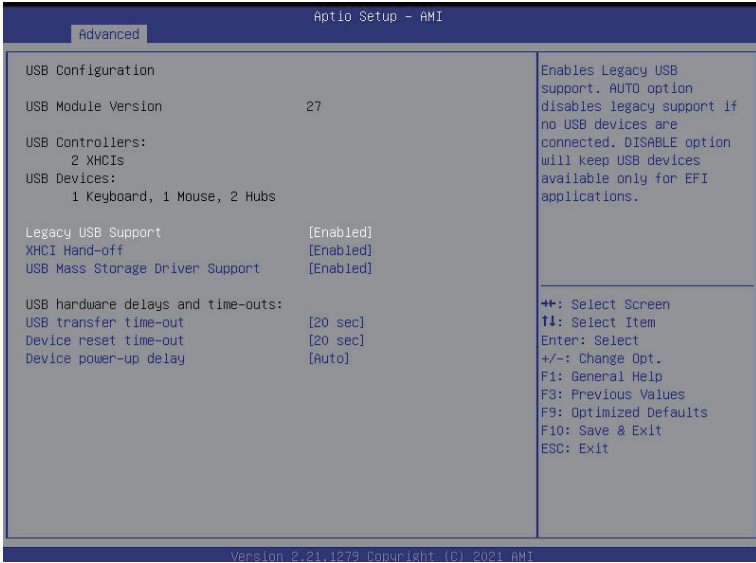 Aptio Setup – AMI
Advanced
USB Configuration
USB Module Version 27
USB Controllers:
2 XHCIs
USB Devices:
1 Keyboard, 1 Mouse, 2 Hubs
Legacy USB Support [Enabled]
XHCI Hand-off [Enabled]
USB Mass Storage Driver Support [Enabled]
USB hardware delays and time-outs:
USB transfer time-out [20 sec]
Device reset time-out [20 sec]
Device power-up delay [Auto]
Enables Legacy USB
support. AUTO option
disables legacy support if
no USB devices are
connected. DISABLE option
will keep USB devices
available only for EFI
applications.
→←: Select Screen
↑↓: Select Item
Enter: Select
+/-: Change Opt.
F1: General Help
F3: Previous Values
F9: Optimized Defaults
F10: Save & Exit
ESC: Exit
Version 2.21.1279 Copyright (C) 2021 AMI